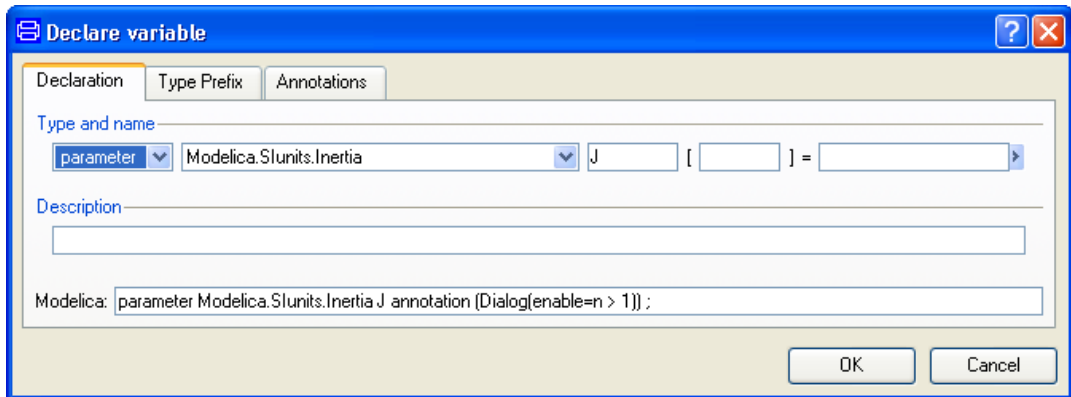 Declare variable
Declaration Type Prefix Annotations
Type and name
parameter Modelica.SIunits.Inertia J [ ] =
Description
Modelica: parameter Modelica.SIunits.Inertia J annotation (Dialog(enable=n > 1)) ;
OK Cancel